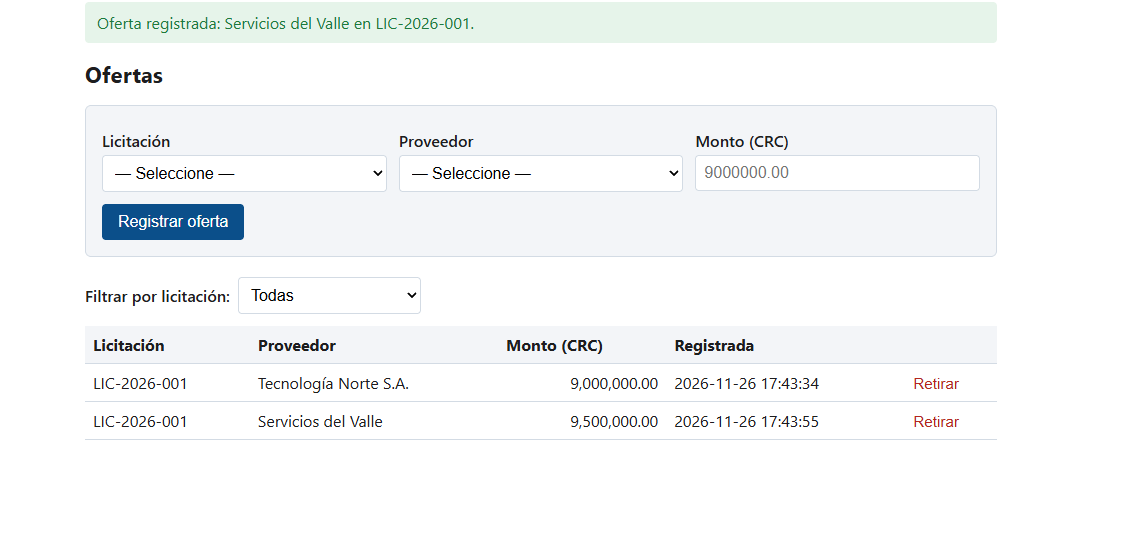 Oferta registrada: Servicios del Valle en LIC-2026-001.
Ofertas
Licitación Proveedor Monto (CRC)
— Seleccione — — Seleccione — 9000000.00
Registrar oferta
Filtrar por licitación: Todas
Licitación Proveedor Monto (CRC) Registrada
LIC-2026-001 Tecnología Norte S.A. 9,000,000.00 2026-11-26 17:43:34 Retirar
LIC-2026-001 Servicios del Valle 9,500,000.00 2026-11-26 17:43:55 Retirar